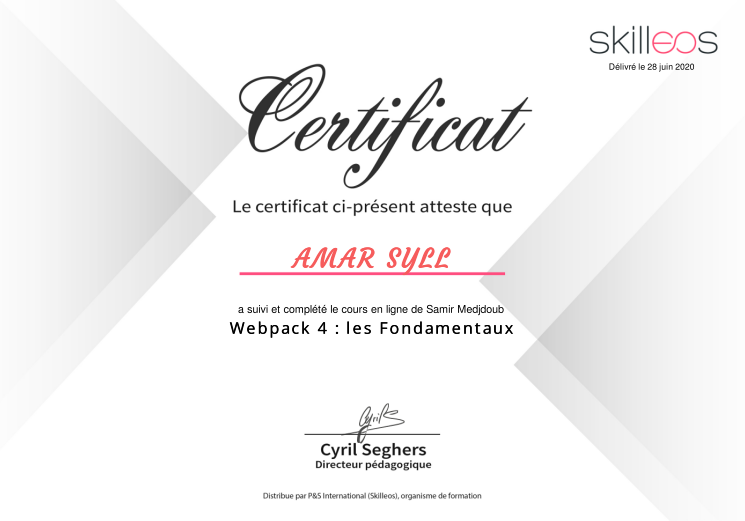 skilleos
Délivré le 28 juin 2020
Certificat
Le certificat ci-présent atteste que
AMAR SYLL
a suivi et complété le cours en ligne de Samir Medjdoub
Webpack 4 : les Fondamentaux
Cyril S
Cyril Seghers
Directeur pédagogique
Distribue par P&S International (Skilleos), organisme de formation